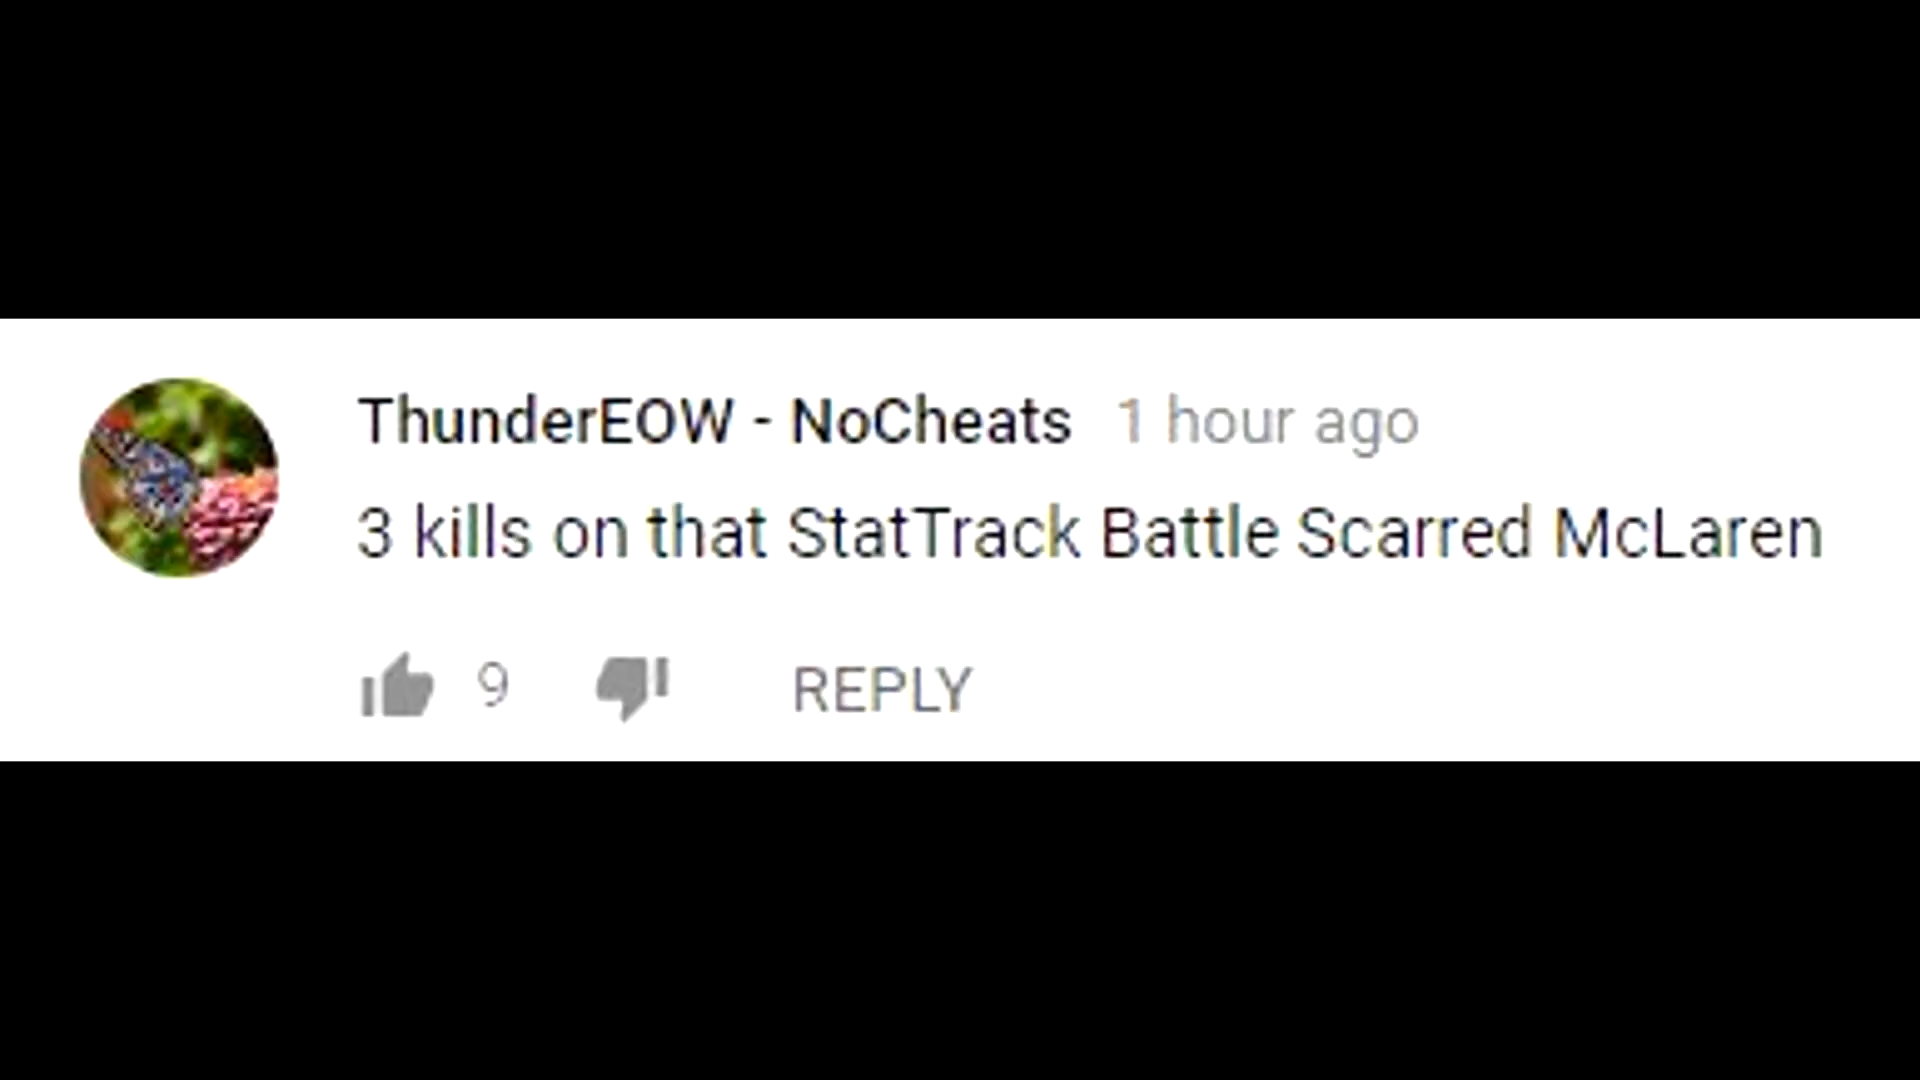 ThunderEOW - NoCheats 1 hour ago
3 kills on that StatTrack Battle Scarred McLaren
9 REPLY